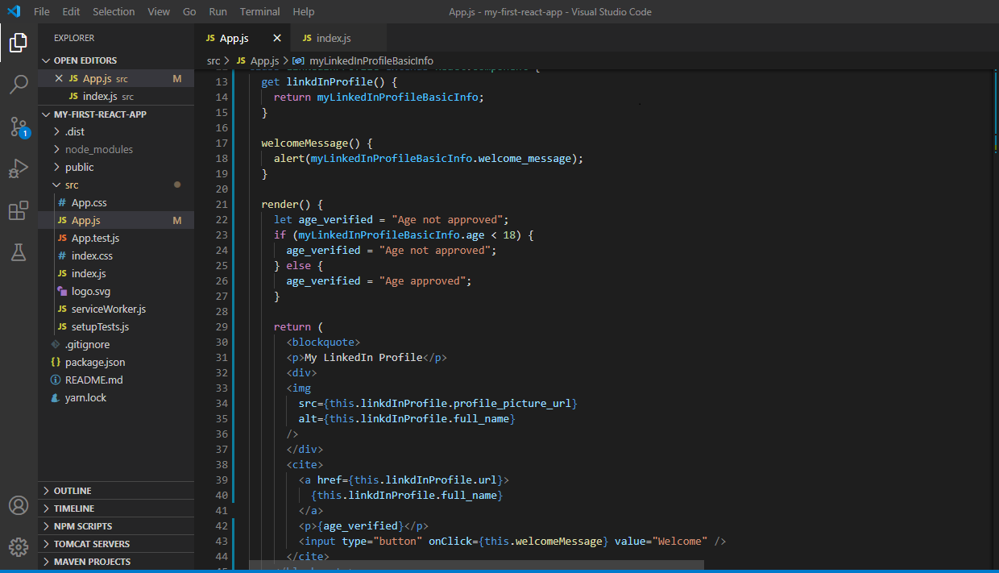 File Edit Selection View Go Run Terminal Help App.js - my-first-react-app - Visual Studio Code
EXPLORER
OPEN EDITORS
App.js src M
index.js src
1
MY-FIRST-REACT-APP
.dist
node_modules
public
src
# App.css
JS App.js M
JS App.test.js
# index.css
JS index.js
logo.svg
JS serviceWorker.js
JS setupTests.js
.gitignore
{} package.json
README.md
yarn.lock
OUTLINE
TIMELINE
NPM SCRIPTS
TOMCAT SERVERS
MAVEN PROJECTS
JS App.js JS index.js
src > JS App.js > myLinkedInProfileBasicInfo
13 get linkdInProfile() {
14 return myLinkedInProfileBasicInfo;
15 }
16
17 welcomeMessage() {
18 alert(myLinkedInProfileBasicInfo.welcome_message);
19 }
20
21 render() {
22 let age_verified = "Age not approved";
23 if (myLinkedInProfileBasicInfo.age < 18) {
24 age_verified = "Age not approved";
25 } else {
26 age_verified = "Age approved";
27 }
28
29 return (
30 <blockquote>
31 <p>My LinkedIn Profile</p>
32 <div>
33 <img
34 src={this.linkdInProfile.profile_picture_url}
35 alt={this.linkdInProfile.full_name}
36 />
37 </div>
38 <cite>
39 <a href={this.linkdInProfile.url}>
40 {this.linkdInProfile.full_name}
41 </a>
42 <p>{age_verified}</p>
43 <input type="button" onClick={this.welcomeMessage} value="Welcome" />
44 </cite>